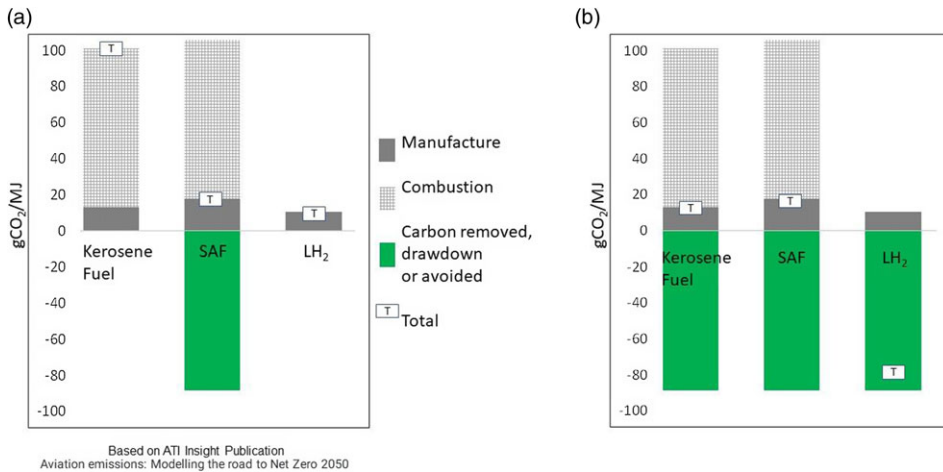 (a)
100
80
60
40
20
0
-20
-40
-60
-80
-100
gCO₂/MJ
T
T
T
Kerosene
Fuel
SAF
LH₂
Manufacture
Combustion
Carbon removed,
drawdown
or avoided
T Total
Based on ATI Insight Publication
Aviation emissions: Modelling the road to Net Zero 2050
(b)
100
80
60
40
20
0
-20
-40
-60
-80
-100
gCO₂/MJ
T
T
T
Kerosene
Fuel
SAF
LH₂